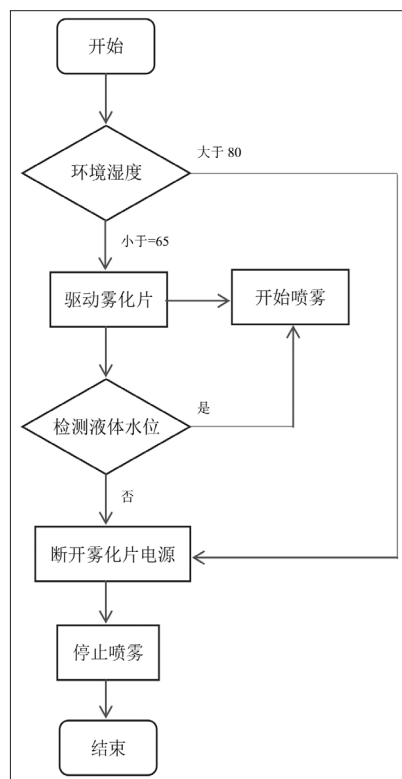 开始
环境湿度
大于 80
小于=65
驱动雾化片
开始喷雾
检测液体水位
是
否
断开雾化片电源
停止喷雾
结束